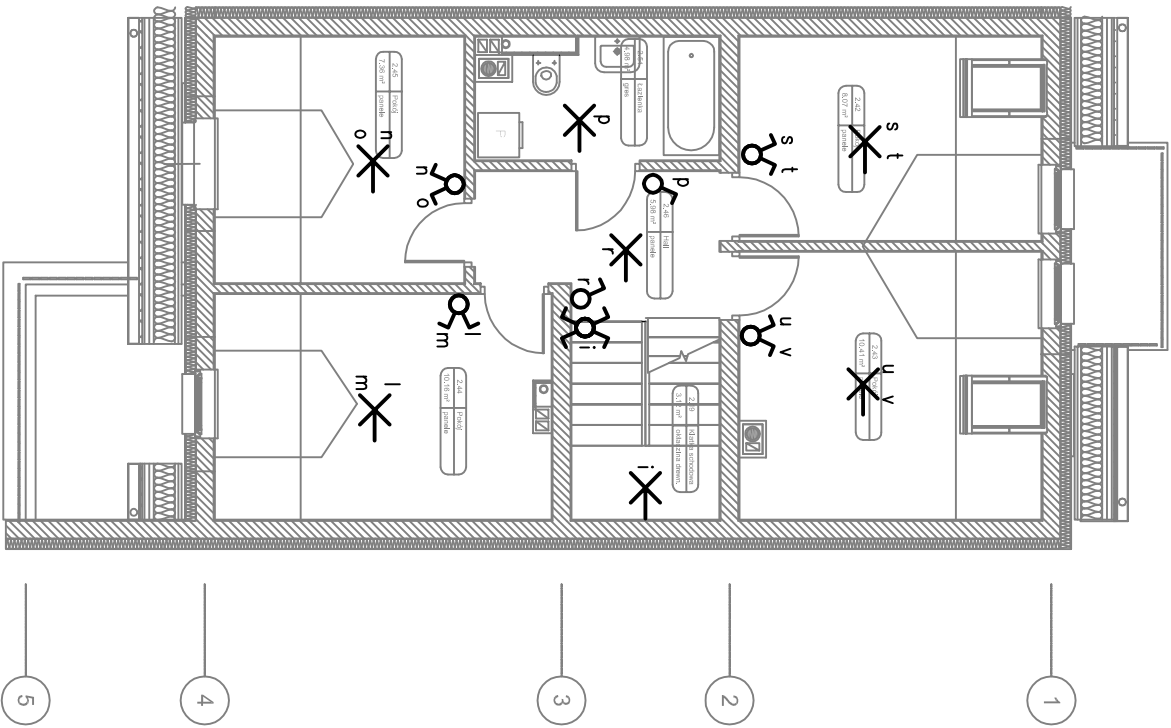 2.45 Pokój
7,36 m² panele
n
o
n
o
Łazienka
gres
p
F
p
2.46 Hall
5,98 m² panele
r
r
i
2.42
8,07 m² panele
s
t
s
t
2.44 Pokój
10,16 m² panele
l
m
l
m
2.29 Klatka schodowa
okładzina drewn.
i
2.43
10,41 m²
u
v
u
v
5
4
3
2
1